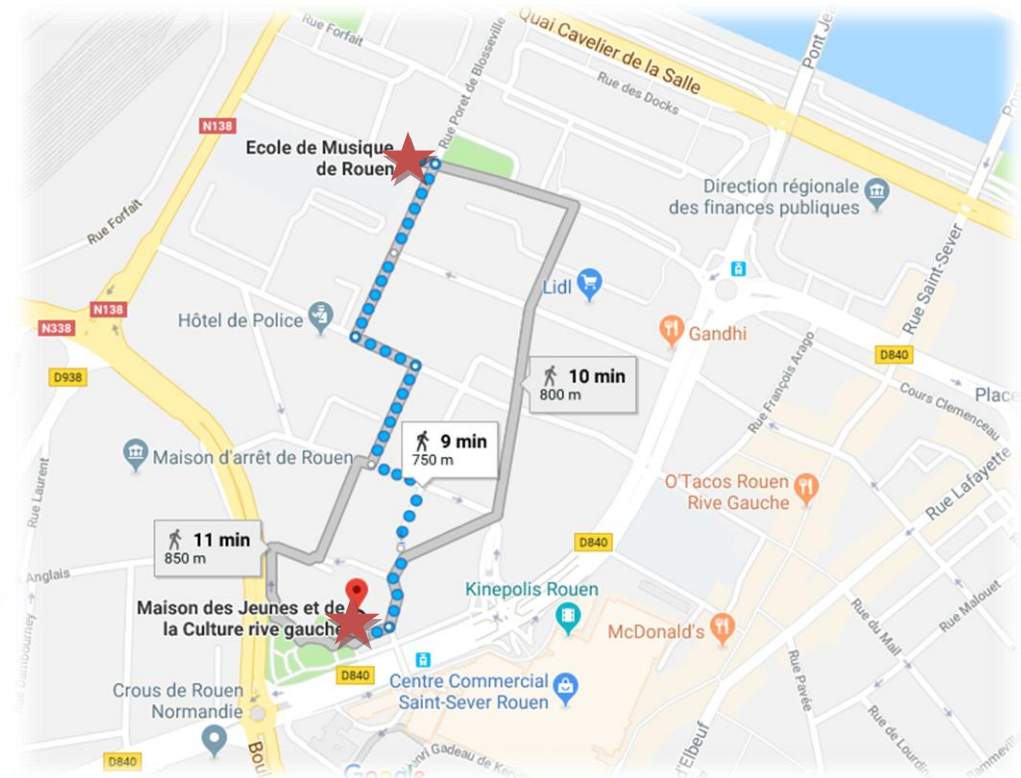 Rue Forfait
Rue Poret de Blosseville
Quai Cavelier de la Salle
Rue des Docks
N138
Ecole de Musique
de Rouen
Direction régionale
des finances publiques
Rue Forfait
Rue Saint-Sever
Lidl
N138
N338
Hôtel de Police
Gandhi
D840
D938
10 min
800 m
Rue François Arago
Cours Clemenceau
Place
9 min
750 m
Maison d'arrêt de Rouen
Rue Laurent
O'Tacos Rouen
Rive Gauche
Rue Lafayette
11 min
850 m
D840
Anglais
Kinepolis Rouen
Maison des Jeunes et de
la Culture rive gauche
McDonald's
Rue Malouet
Rue du Mail
Rue Dambourney
D840
Centre Commercial
Saint-Sever Rouen
Rue Pavée
Crous de Rouen
Normandie
d'Elbeuf
D840
Google